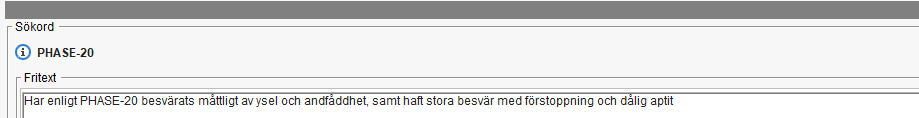 Sökord
PHASE-20
Fritext
Har enligt PHASE-20 besvärats måttligt av ysel och andfåddhet, samt haft stora besvär med förstoppning och dålig aptit